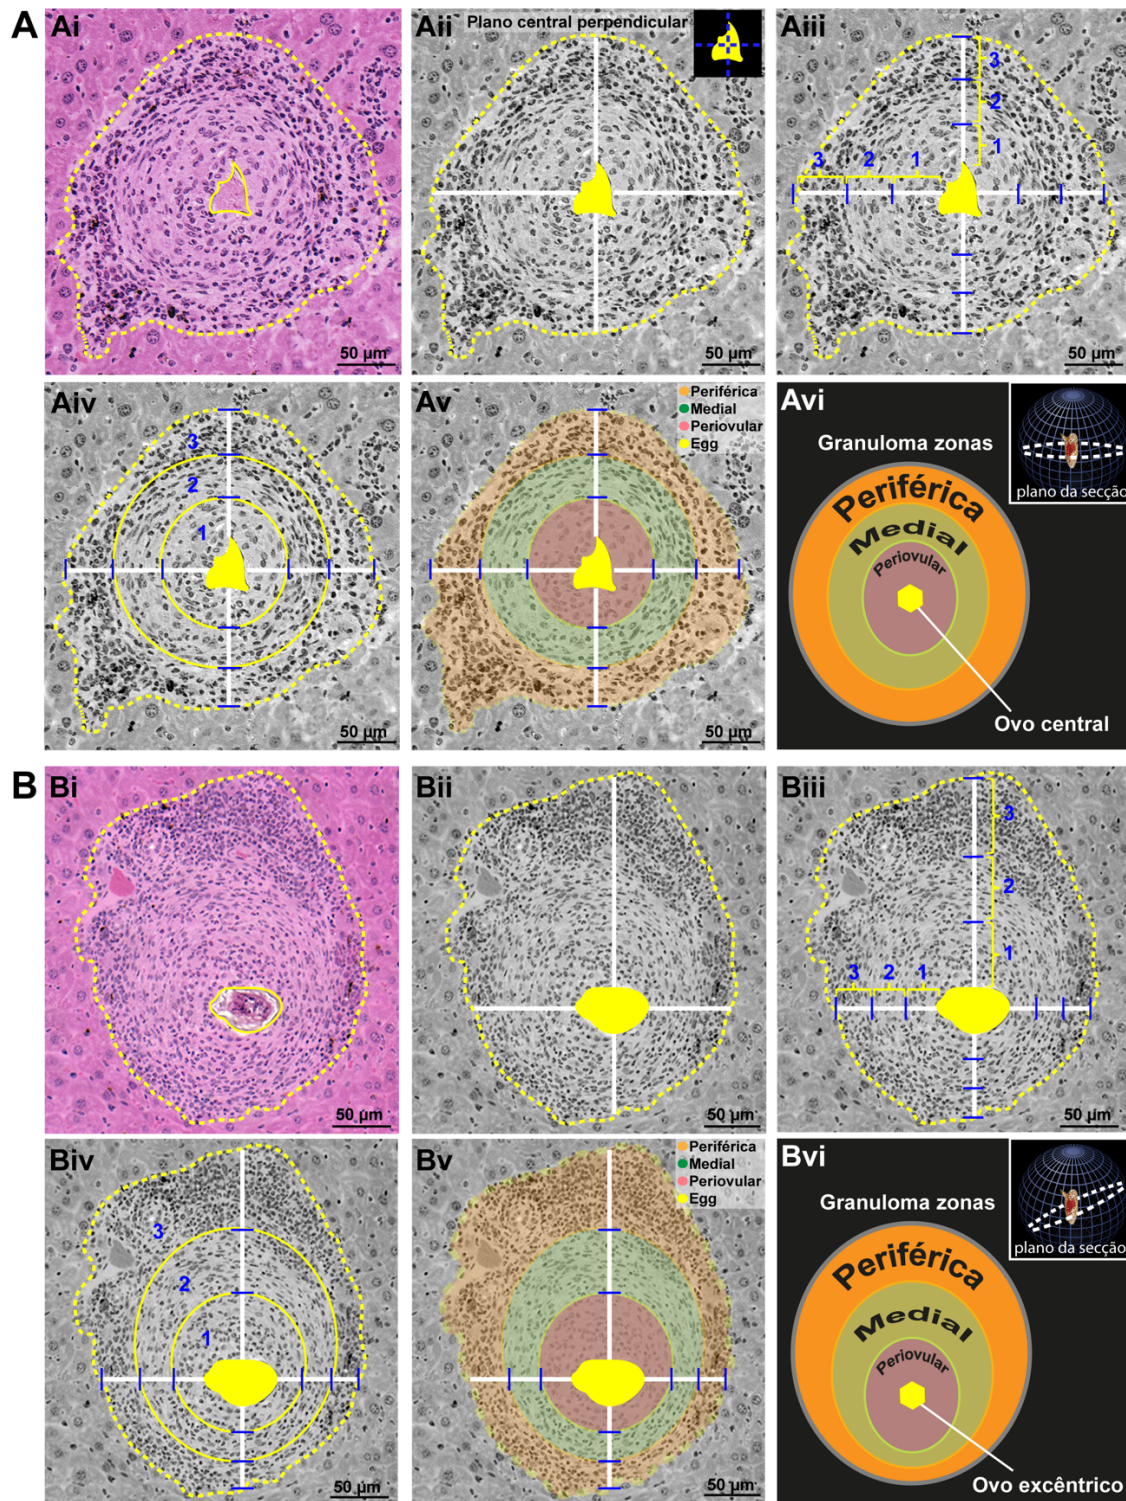 A
Ai
50 µm
Aii
Plano central perpendicular
50 µm
Aiii
3
2
1
3
2
1
50 µm
Aiv
3
2
1
50 µm
Av
Periférica
Medial
Periovular
Egg
50 µm
Avi
plano da secção
Granuloma zonas
Periférica
Medial
Periovular
Ovo central
B
Bi
50 µm
Bii
50 µm
Biii
3
2
1
3
2
1
50 µm
Biv
3
2
1
50 µm
Bv
Periférica
Medial
Periovular
Egg
50 µm
Bvi
plano da secção
Granuloma zonas
Periférica
Medial
Periovular
Ovo excêntrico